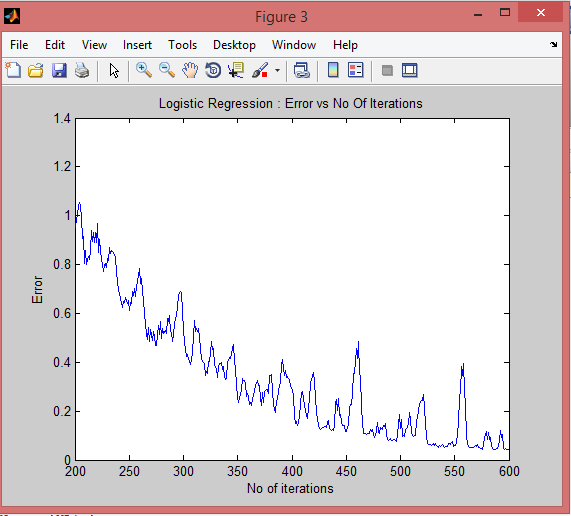 Figure 3
File Edit View Insert Tools Desktop Window Help
Logistic Regression : Error vs No Of Iterations
1.4
1.2
1
0.8
0.6
0.4
0.2
0
Error
200 250 300 350 400 450 500 550 600
No of iterations